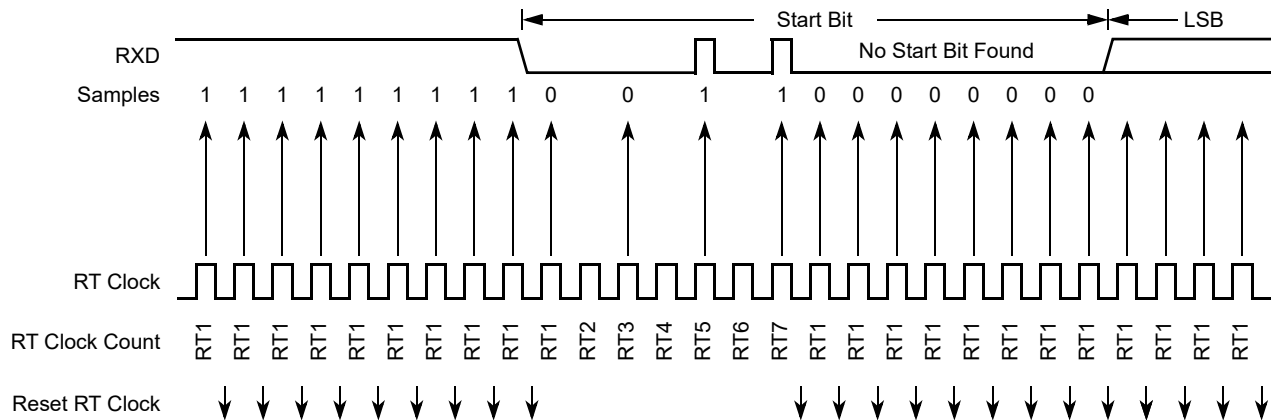 Start Bit LSB
RXD No Start Bit Found
Samples 1 1 1 1 1 1 1 1 1 0 0 1 1 0 0 0 0 0 0 0 0
RT Clock
RT Clock Count RT1 RT1 RT1 RT1 RT1 RT1 RT1 RT1 RT1 RT1 RT2 RT3 RT4 RT5 RT6 RT7 RT1 RT1 RT1 RT1 RT1 RT1 RT1 RT1 RT1 RT1 RT1 RT1
Reset RT Clock